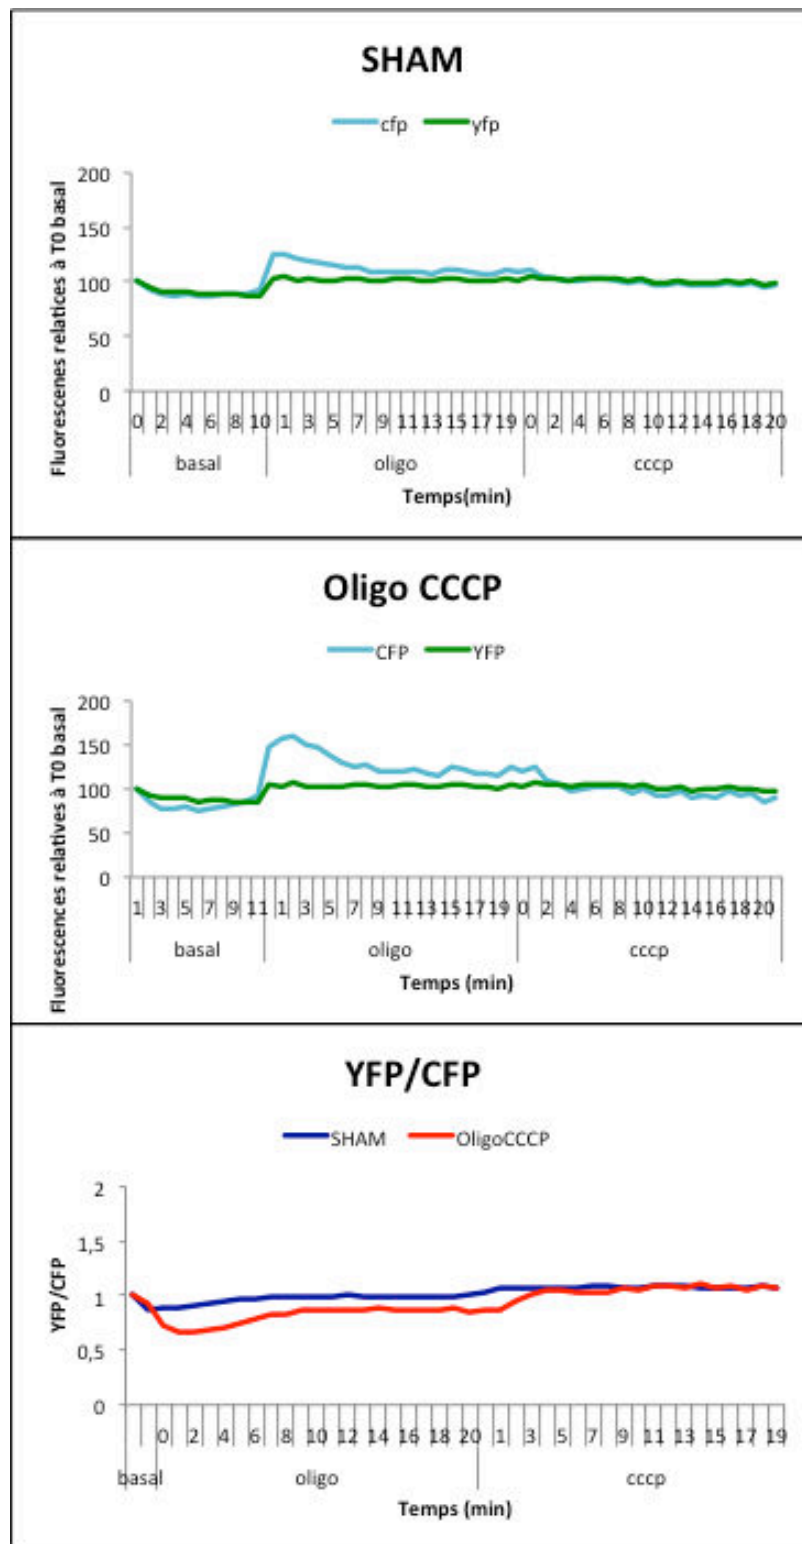 SHAM
cfp yfp
Fluorescenes relatices à T0 basal
200
150
100
50
0
0 2 4 6 8 10 1 3 5 7 9 11 13 15 17 19 0 2 4 6 8 10 12 14 16 18 20
basal oligo cccp
Temps(min)
Oligo CCCP
CFP YFP
Fluorescences relatives à T0 basal
200
150
100
50
0
1 3 5 7 9 11 1 3 5 7 9 11 13 15 17 19 0 2 4 6 8 10 12 14 16 18 20
basal oligo cccp
Temps (min)
YFP/CFP
SHAM OligoCCCP
YFP/CFP
2
1,5
1
0,5
0
0 2 4 6 8 10 12 14 16 18 20 1 3 5 7 9 11 13 15 17 19
basal oligo cccp
Temps (min)